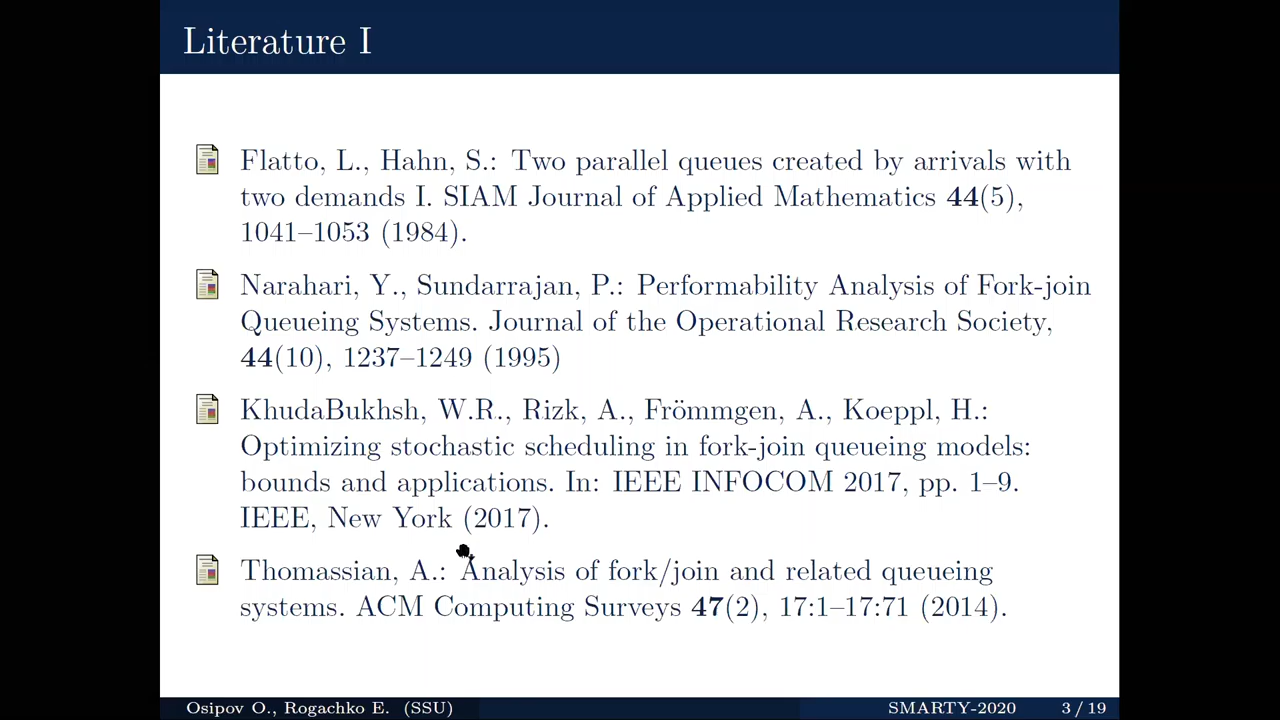 Literature I
Flatto, L., Hahn, S.: Two parallel queues created by arrivals with
two demands I. SIAM Journal of Applied Mathematics 44(5),
1041–1053 (1984).
Narahari, Y., Sundarrajan, P.: Performability Analysis of Fork-join
Queueing Systems. Journal of the Operational Research Society,
44(10), 1237–1249 (1995)
KhudaBukhsh, W.R., Rizk, A., Frömmgen, A., Koeppl, H.:
Optimizing stochastic scheduling in fork-join queueing models:
bounds and applications. In: IEEE INFOCOM 2017, pp. 1–9.
IEEE, New York (2017).
Thomassian, A.: Analysis of fork/join and related queueing
systems. ACM Computing Surveys 47(2), 17:1–17:71 (2014).
Osipov O., Rogachko E. (SSU) SMARTY-2020 3 / 19